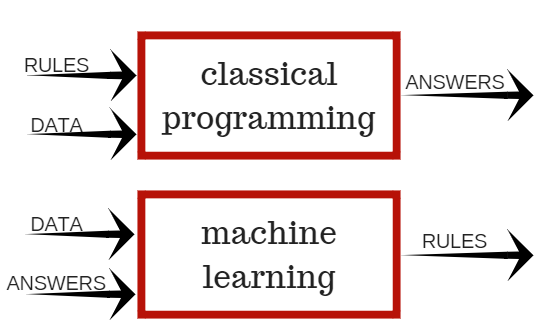 RULES
DATA
classical
programming
ANSWERS
DATA
ANSWERS
machine
learning
RULES